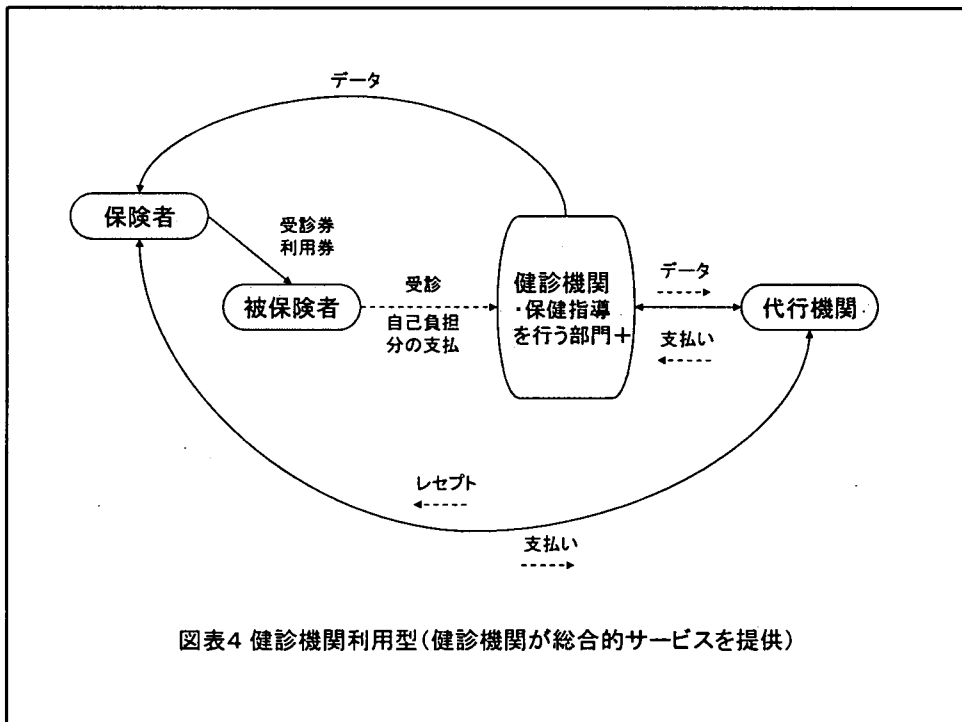 データ
保険者
受診券
利用券
被保険者
受診
自己負担
分の支払
健診機関
・保健指導
を行う部門+
データ
支払い
代行機関
レセプト
支払い
図表4 健診機関利用型(健診機関が総合的サービスを提供)